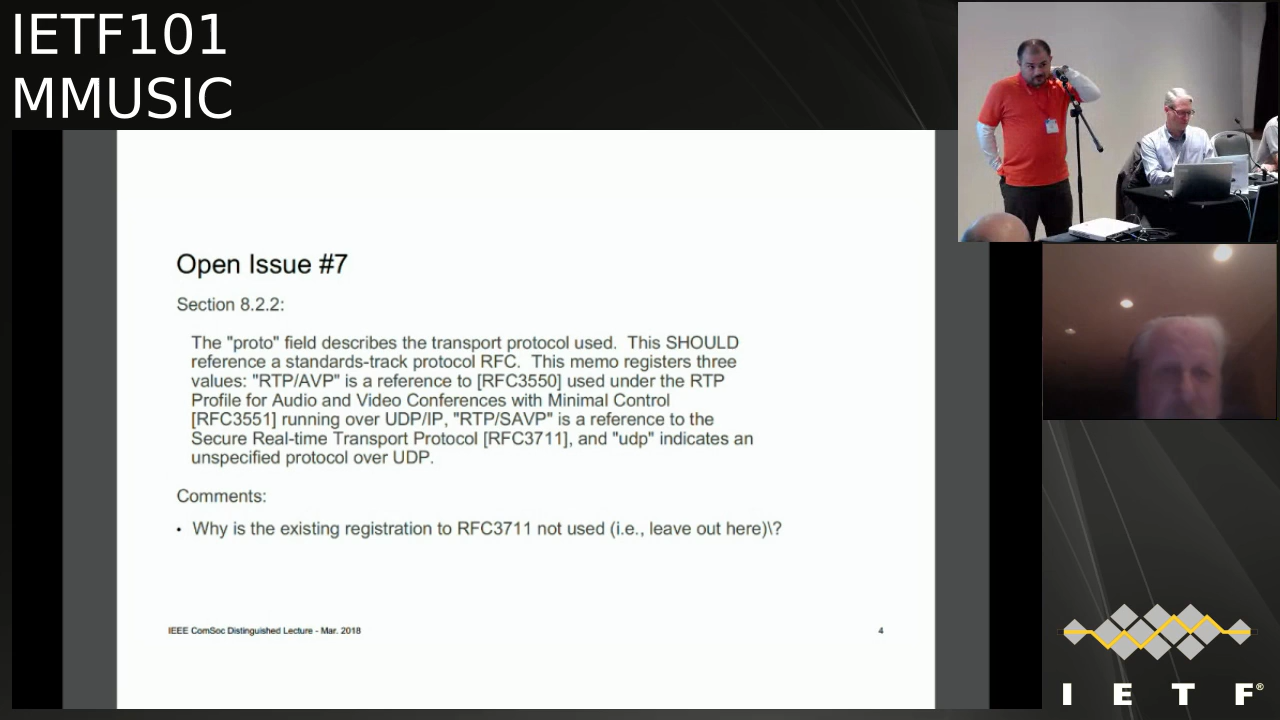 IETF101
MMUSIC
Open Issue #7
Section 8.2.2:
The "proto" field describes the transport protocol used.  This SHOULD
reference a standards-track protocol RFC.  This memo registers three
values: "RTP/AVP" is a reference to [RFC3550] used under the RTP
Profile for Audio and Video Conferences with Minimal Control
[RFC3551] running over UDP/IP, "RTP/SAVP" is a reference to the
Secure Real-time Transport Protocol [RFC3711], and "udp" indicates an
unspecified protocol over UDP.
Comments:
• Why is the existing registration to RFC3711 not used (i.e., leave out here)\?
IEEE ComSoc Distinguished Lecture - Mar. 2018 4
I E T F®